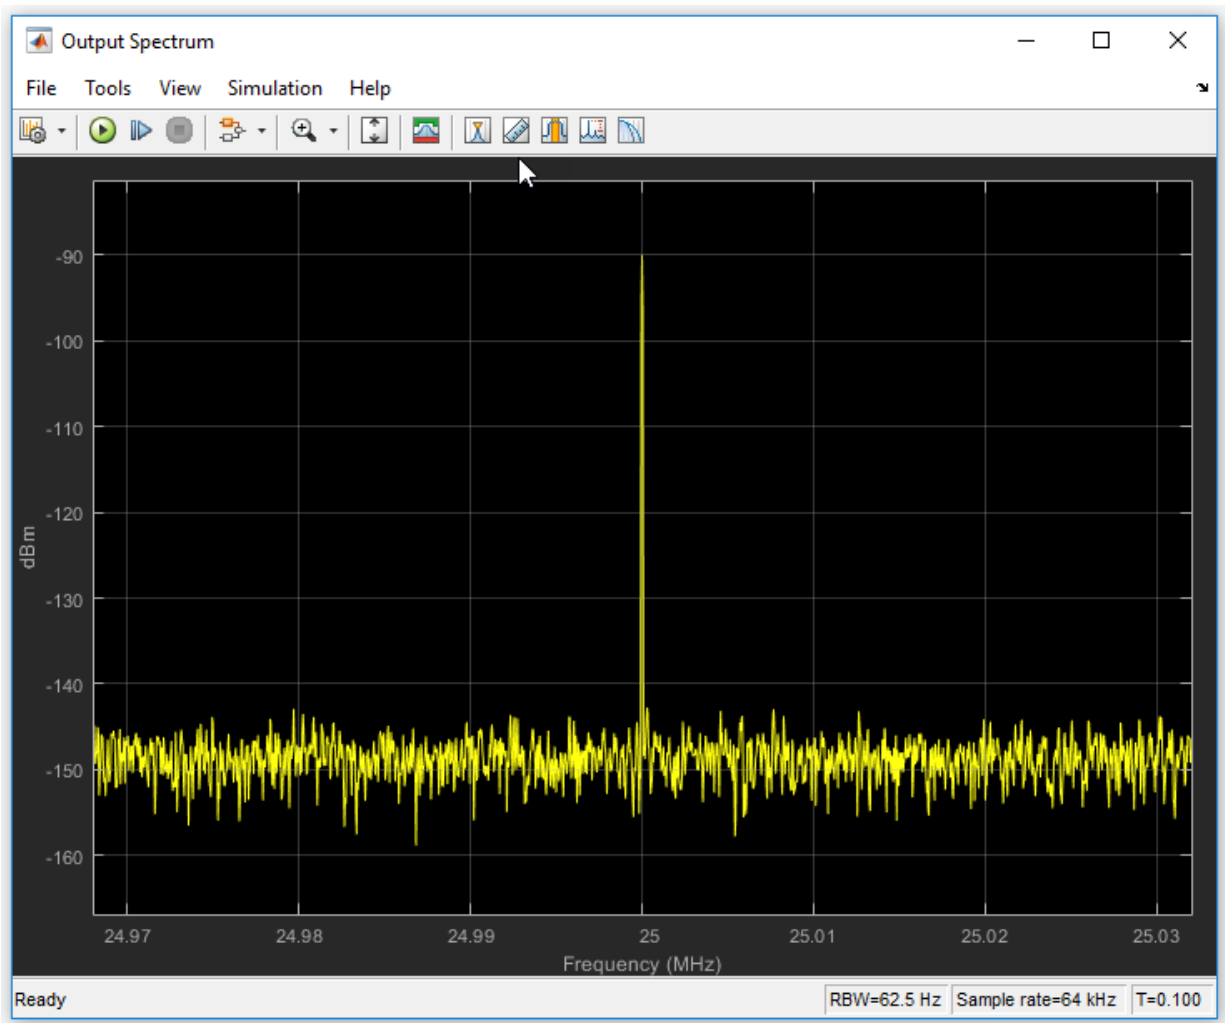 Output Spectrum
File Tools View Simulation Help
-90
-100
-110
-120
-130
-140
-150
-160
dBm
24.97 24.98 24.99 25 25.01 25.02 25.03
Frequency (MHz)
Ready RBW=62.5 Hz Sample rate=64 kHz T=0.100